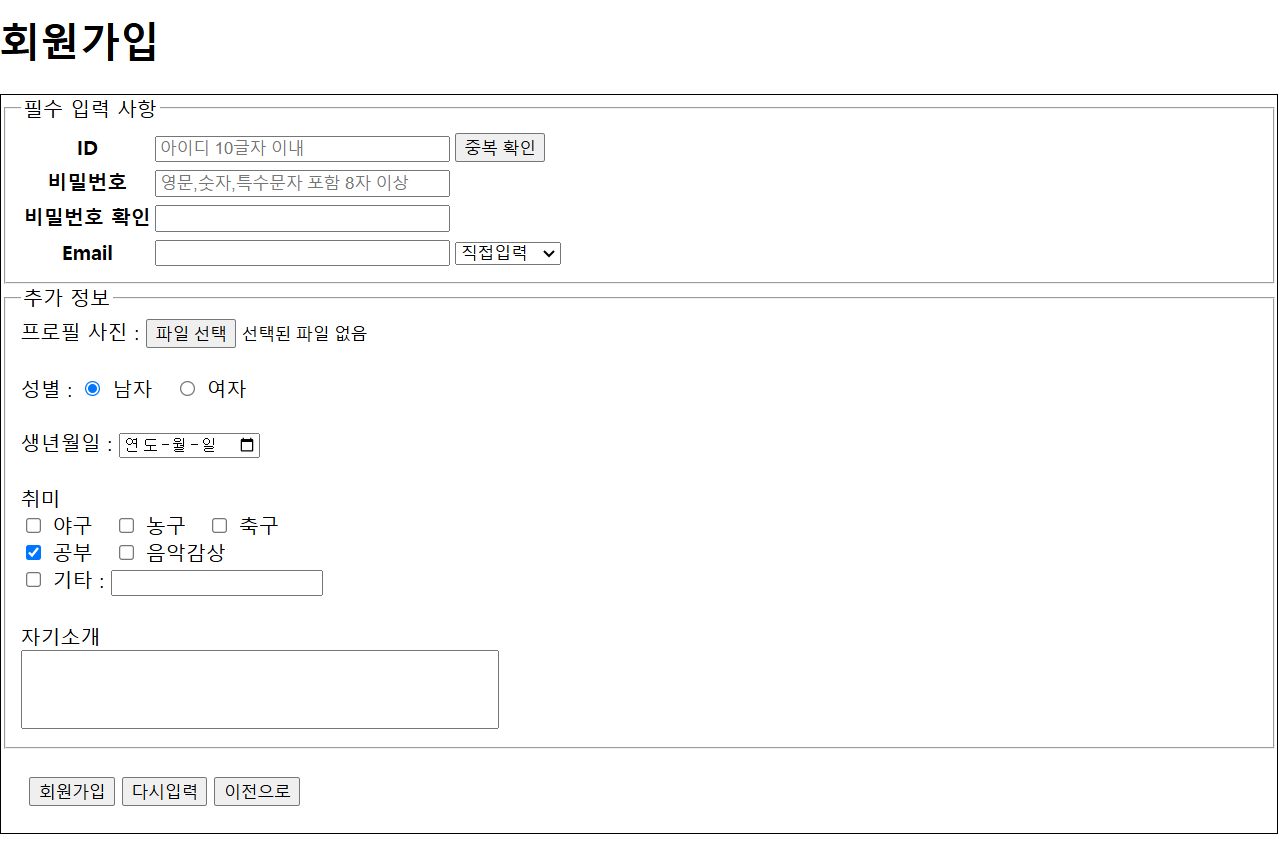 회원가입
필수 입력 사항
ID 아이디 10글자 이내 중복 확인
비밀번호 영문,숫자,특수문자 포함 8자 이상
비밀번호 확인
Email 직접입력
추가 정보
프로필 사진 : 파일 선택 선택된 파일 없음
성별 : 남자 여자
생년월일 : 연도-월-일
취미
야구 농구 축구
공부 음악감상
기타 :
자기소개
회원가입 다시입력 이전으로